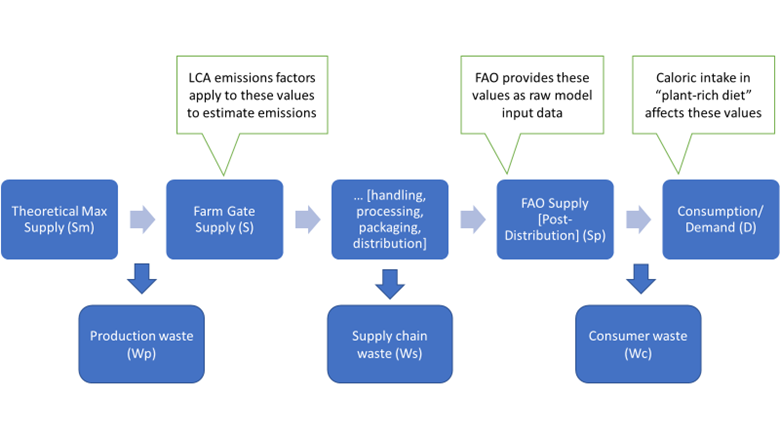 LCA emissions factors
apply to these values
to estimate emissions
FAO provides these
values as raw model
input data
Caloric intake in
“plant-rich diet”
affects these values
Theoretical Max
Supply (Sm)
Farm Gate
Supply (S)
... [handling,
processing,
packaging,
distribution]
FAO Supply
[Post-
Distribution] (Sp)
Consumption/
Demand (D)
Production waste
(Wp)
Supply chain
waste (Ws)
Consumer waste
(Wc)